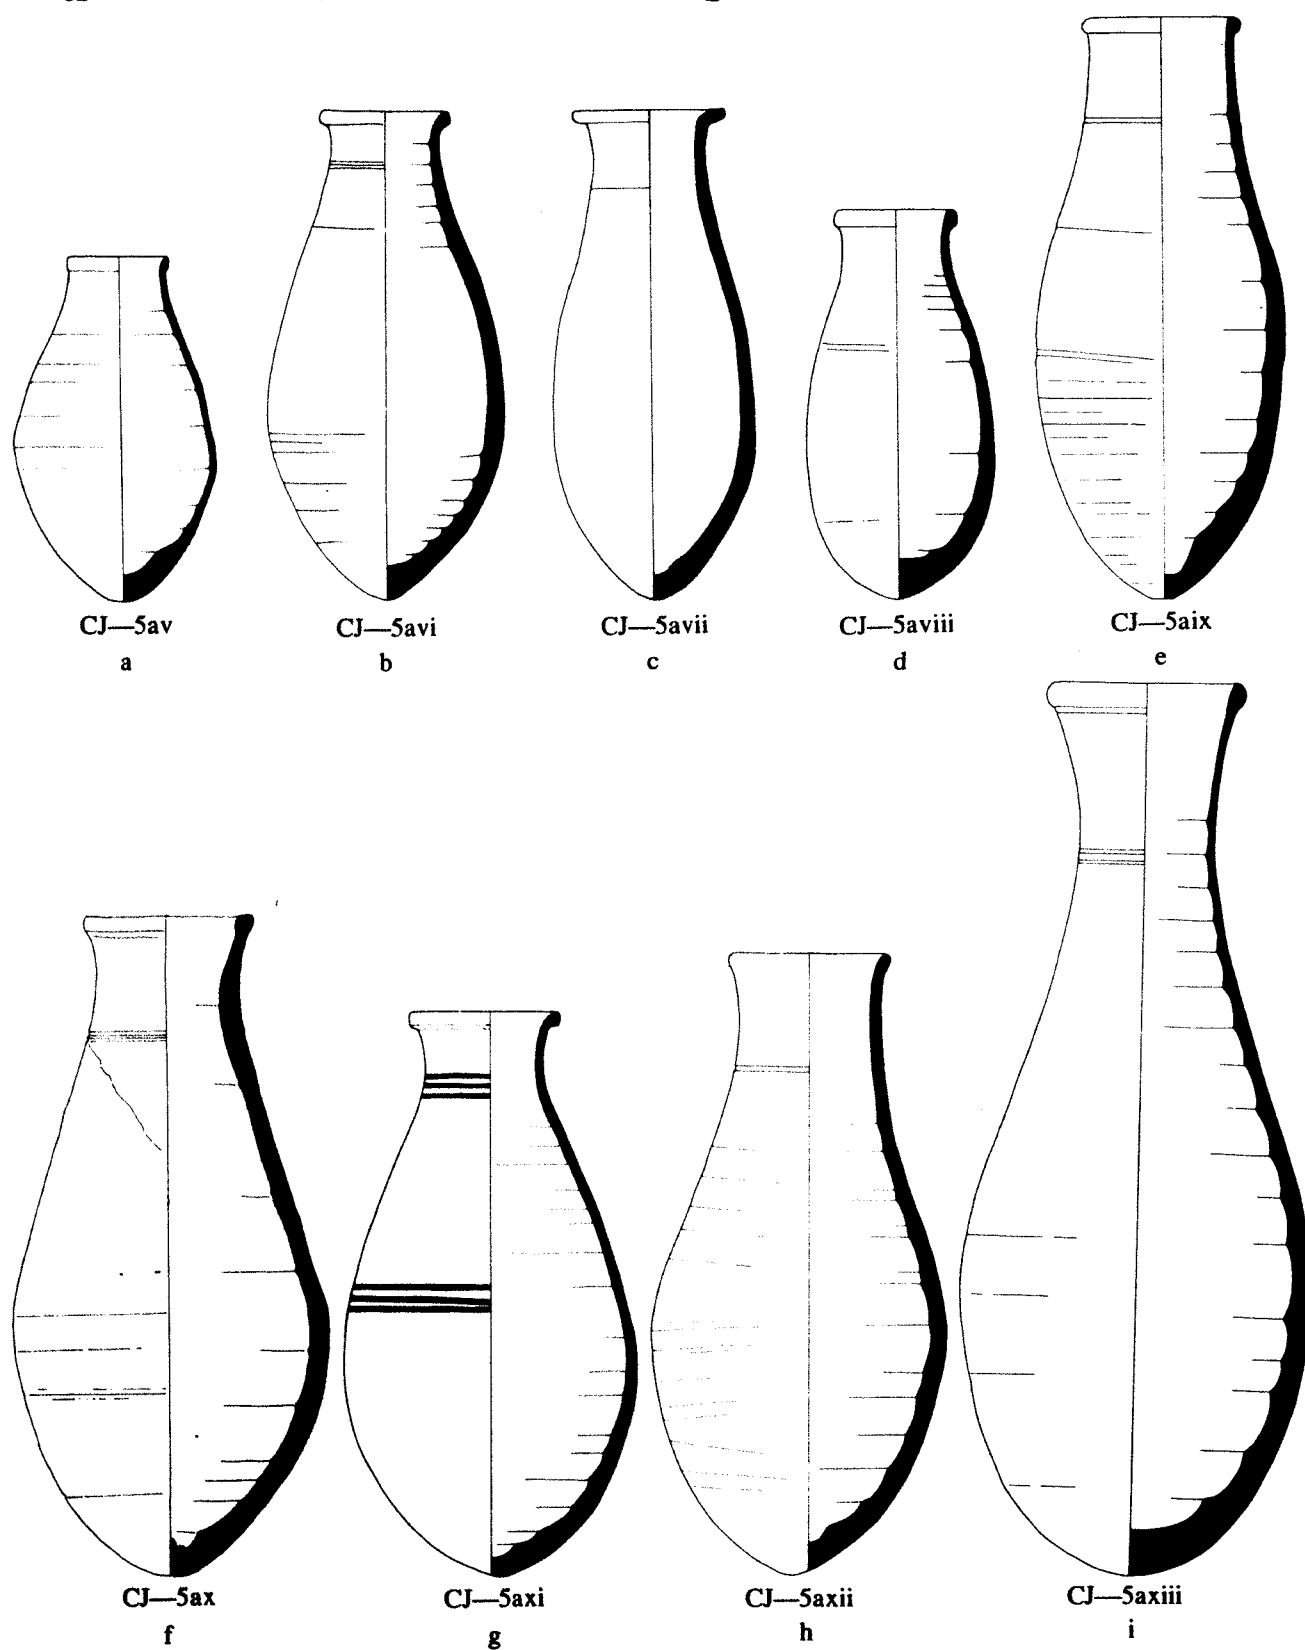 CJ—5av CJ—5avi CJ—5avii CJ—5aviii CJ—5aix
a b c d e
CJ—5ax CJ—5axi CJ—5axii CJ—5axiii
f g h i